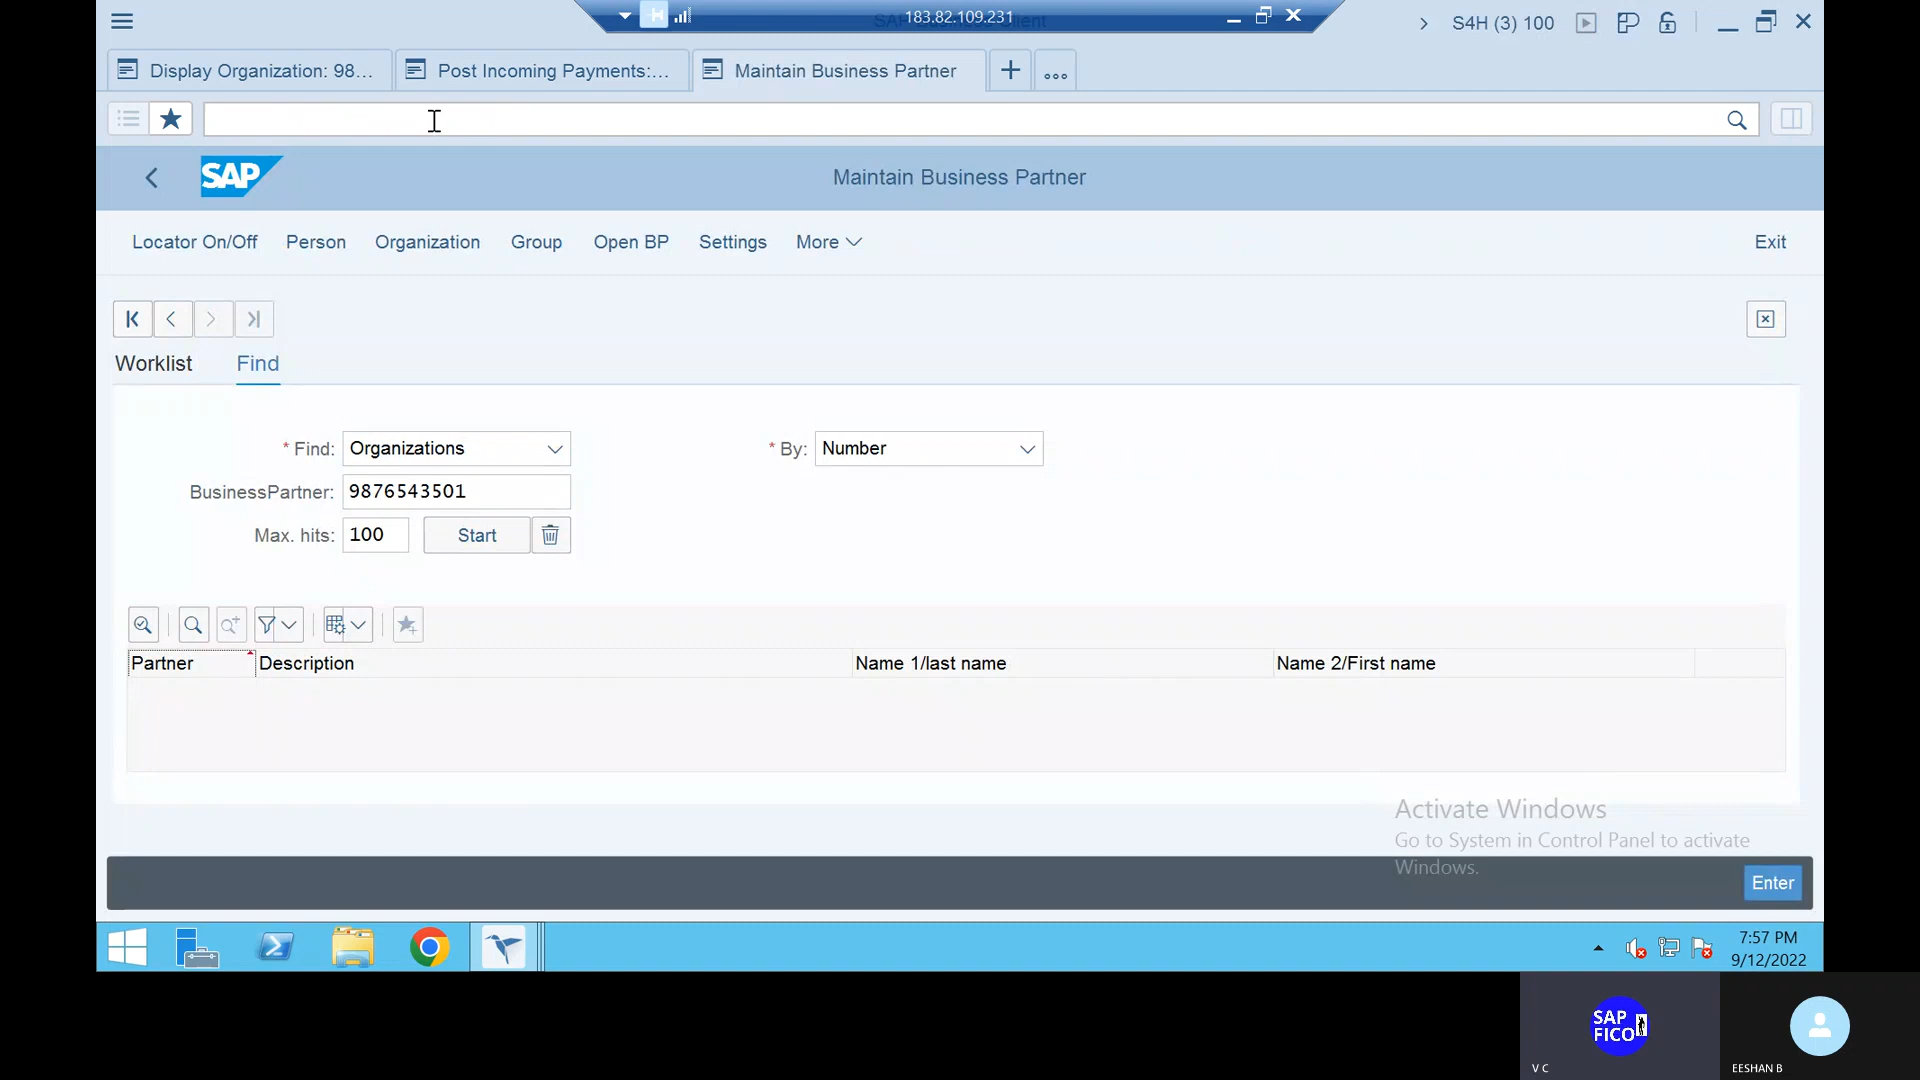 183.82.109.231
S4H (3) 100
Display Organization: 98...
Post Incoming Payments:...
Maintain Business Partner
SAP
Maintain Business Partner
Locator On/Off
Person
Organization
Group
Open BP
Settings
More
Exit
Worklist
Find
* Find: Organizations
* By: Number
BusinessPartner: 9876543501
Max. hits: 100
Start
Partner
Description
Name 1/last name
Name 2/First name
Activate Windows
Go to System in Control Panel to activate
Windows.
Enter
7:57 PM
9/12/2022
SAP
FICO
V C
EESHAN B